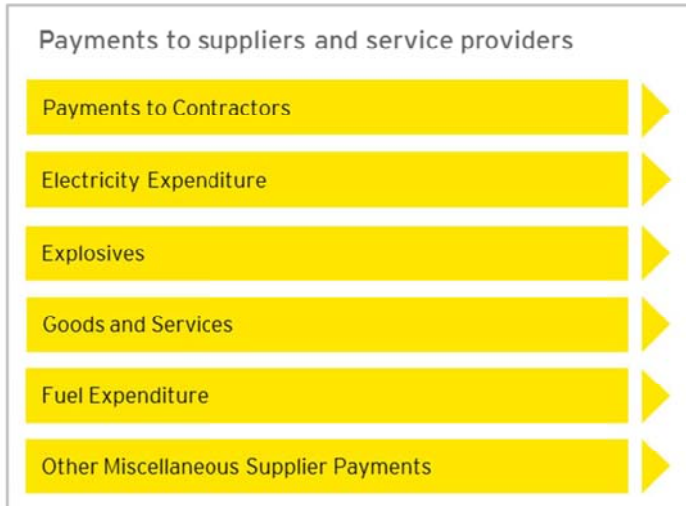 Payments to suppliers and service providers
Payments to Contractors
Electricity Expenditure
Explosives
Goods and Services
Fuel Expenditure
Other Miscellaneous Supplier Payments